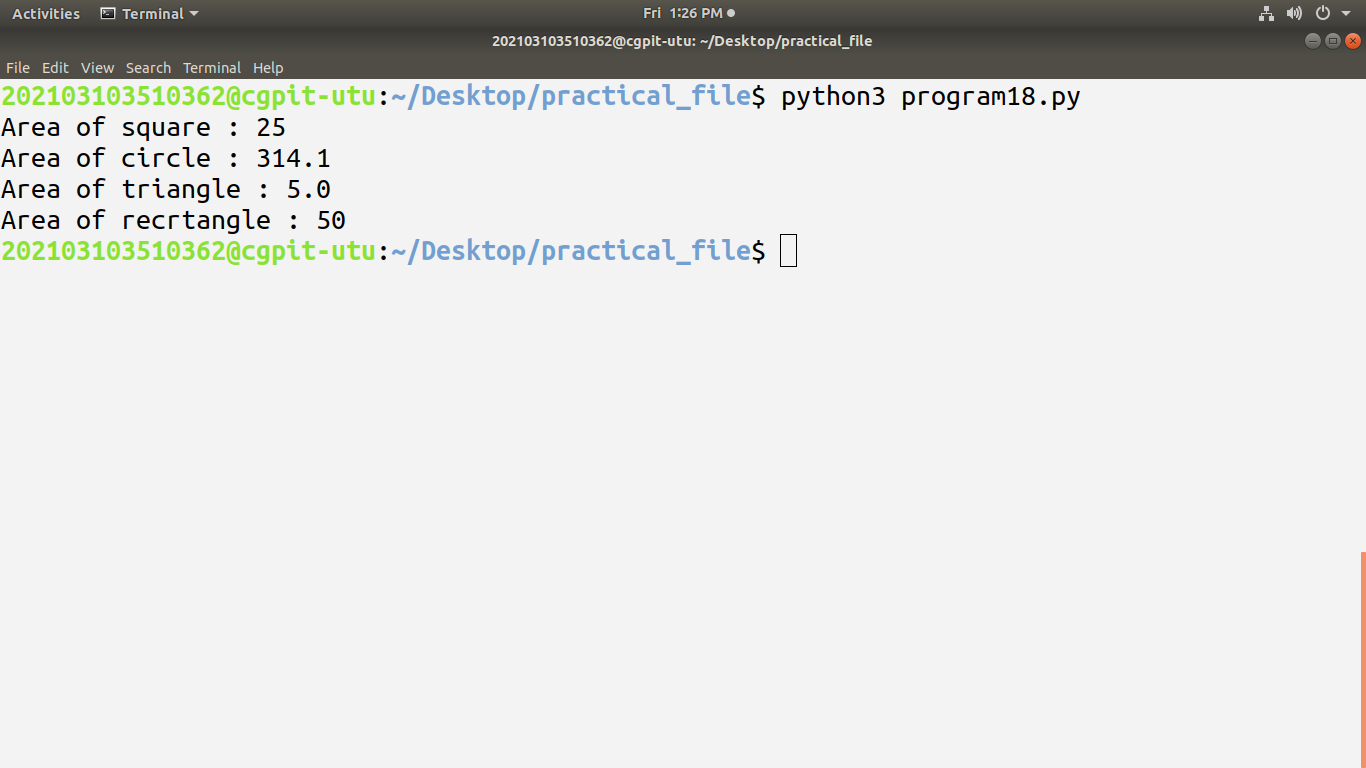 Activities Terminal Fri 1:26 PM
202103103510362@cgpit-utu: ~/Desktop/practical_file
File Edit View Search Terminal Help
202103103510362@cgpit-utu:~/Desktop/practical_file$ python3 program18.py
Area of square : 25
Area of circle : 314.1
Area of triangle : 5.0
Area of recrtangle : 50
202103103510362@cgpit-utu:~/Desktop/practical_file$